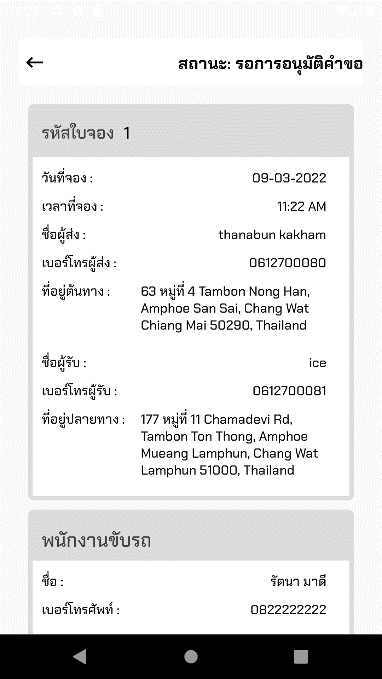 สถานะ: รอการอนุมัติคำขอ
รหัสใบจอง 1
วันที่จอง : 09-03-2022
เวลาที่จอง : 11:22 AM
ชื่อผู้ส่ง : thanabun kakham
เบอร์โทรผู้ส่ง : 0612700080
ที่อยู่ต้นทาง : 63 หมู่ที่ 4 Tambon Nong Han,
Amphoe San Sai, Chang Wat
Chiang Mai 50290, Thailand
ชื่อผู้รับ : ice
เบอร์โทรผู้รับ : 0612700081
ที่อยู่ปลายทาง : 177 หมู่ที่ 11 Chamadevi Rd,
Tambon Ton Thong, Amphoe
Mueang Lamphun, Chang Wat
Lamphun 51000, Thailand
พนักงานขับรถ
ชื่อ : รัตนา มาดี
เบอร์โทรศัพท์ : 0822222222